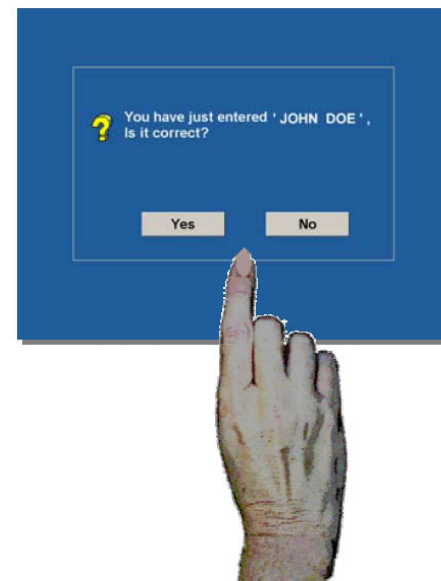 You have just entered ' JOHN DOE ' ,
Is it correct?
Yes
No